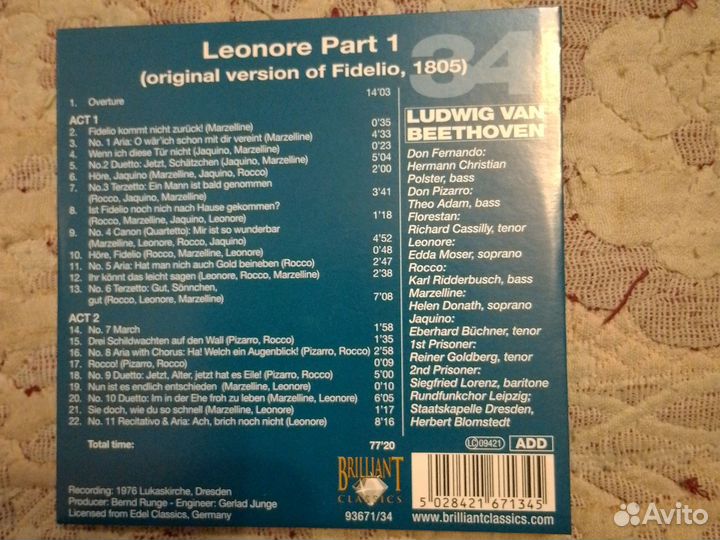 Leonore Part 1
(original version of Fidelio, 1805)
34
1. Overture 14'03
ACT 1
2. Fidelio kommt nicht zurück! (Marzelline) 0'35
3. No. 1 Aria: O wär'ich schon mit dir vereint (Marzelline) 4'33
4. Wenn ich diese Tür nicht (Jaquino, Marzelline) 0'23
5. No.2 Duetto: Jetzt, Schätzchen (Jaquino, Marzelline) 5'04
6. Höre, Jaquino (Marzelline, Jaquino, Rocco) 2'00
7. No.3 Terzetto: Ein Mann ist bald genommen
(Rocco, Jaquino, Marzelline) 3'41
8. Ist Fidelio noch nich nach Hause gekommen?
(Rocco, Marzelline, Jaquino, Leonore) 1'18
9. No. 4 Canon (Quartetto): Mir ist so wunderbar
(Marzelline, Leonore, Rocco, Jaquino) 4'52
10. Höre, Fidelio (Rocco, Marzelline, Leonore) 0'48
11. No. 5 Aria: Hat man nich auch Gold beineben (Rocco) 2'47
12. Ihr könnt das leicht sagen (Leonore, Rocco, Marzelline) 2'38
13. No. 6 Terzetto: Gut, Sönnchen,
gut (Rocco, Leonore, Marzelline) 7'08
ACT 2
14. No. 7 March 1'58
15. Drei Schildwachten auf den Wall (Pizarro, Rocco) 1'35
16. No. 8 Aria with Chorus: Ha! Welch ein Augenblick! (Pizarro, Rocco) 2'58
17. Rocco! (Pizarro, Rocco) 0'09
18. No. 9 Duetto: Jetzt, Alter, jetzt hat es Eile! (Pizarro, Rocco) 5'00
19. Nun ist es endlich entschieden (Marzelline, Leonore) 0'10
20. No. 10 Duetto: Im in der Ehe froh zu leben (Marzelline, Leonore) 6'05
21. Sie doch, wie du so schnell (Marzelline, Leonore) 1'17
22. No. 11 Recitativo & Aria: Ach, brich noch nicht (Leonore) 8'16
Total time: 77'20
Recording: 1976 Lukaskirche, Dresden
Producer: Bernd Runge - Engineer: Gerlad Junge
Licensed from Edel Classics, Germany
BRILLIANT
CLASSICS
93671/34
LUDWIG VAN
BEETHOVEN
Don Fernando:
Hermann Christian
Polster, bass
Don Pizarro:
Theo Adam, bass
Florestan:
Richard Cassilly, tenor
Leonore:
Edda Moser, soprano
Rocco:
Karl Ridderbusch, bass
Marzelline:
Helen Donath, soprano
Jaquino:
Eberhard Büchner, tenor
1st Prisoner:
Reiner Goldberg, tenor
2nd Prisoner:
Siegfried Lorenz, baritone
Rundfunkchor Leipzig;
Staatskapelle Dresden,
Herbert Blomstedt
LC 09421 ADD
5 028421 671345
www.brilliantclassics.com
Avito